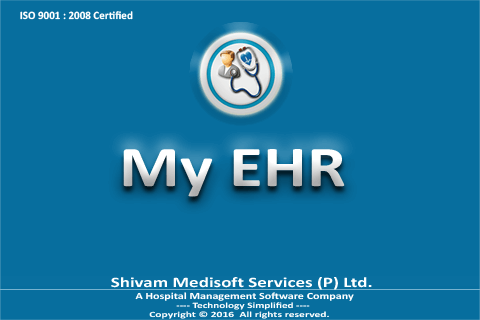 ISO 9001 : 2008 Certified
My EHR
Shivam Medisoft Services (P) Ltd.
A Hospital Management Software Company
---- Technology Simplified ----
Copyright © 2016 All rights reserved.